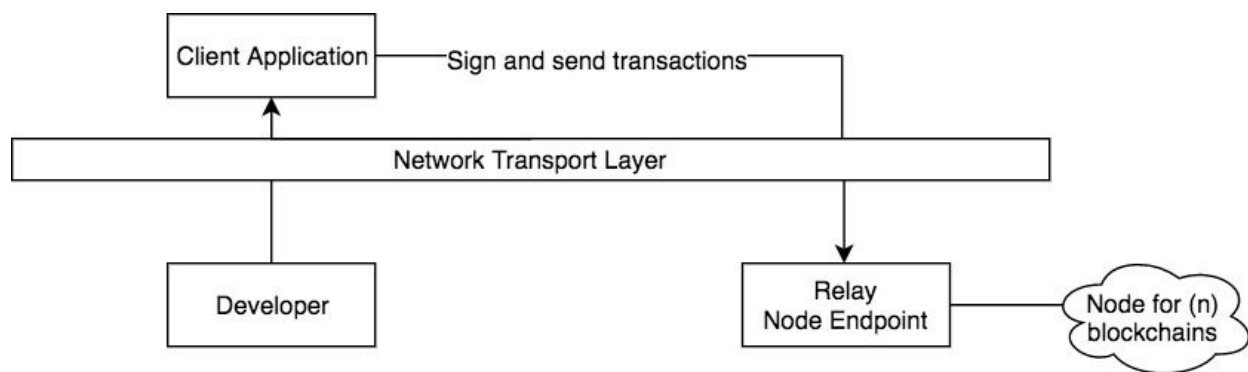 Client Application
Sign and send transactions
Network Transport Layer
Developer
Relay
Node Endpoint
Node for (n)
blockchains